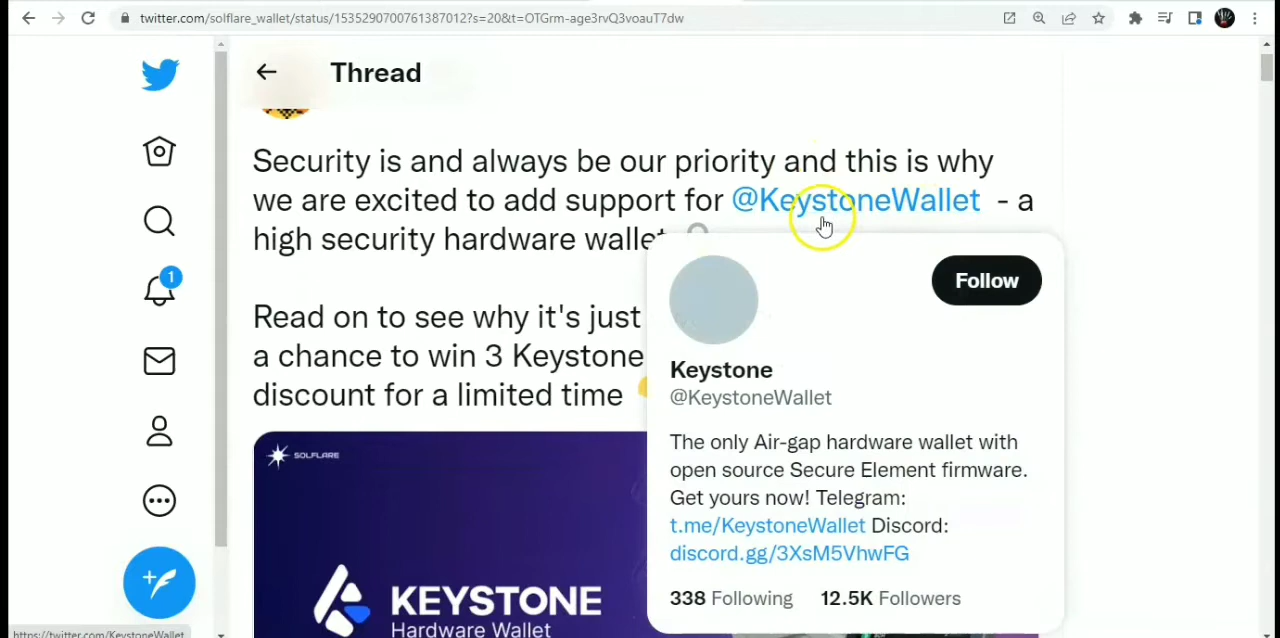 twitter.com/solflare_wallet/status/1535290700761387012?s=20&t=OTGrm-age3rvQ3voauT7dw
Thread
Security is and always be our priority and this is why
we are excited to add support for @KeystoneWallet - a
high security hardware wallet
Follow
1
Read on to see why it's just
a chance to win 3 Keystone
discount for a limited time
Keystone
@KeystoneWallet
The only Air-gap hardware wallet with
open source Secure Element firmware.
Get yours now! Telegram:
t.me/KeystoneWallet Discord:
discord.gg/3XsM5VhwFG
338 Following 12.5K Followers
SOLFLARE
KEYSTONE
Hardware Wallet
https://twitter.com/KeystoneWallet